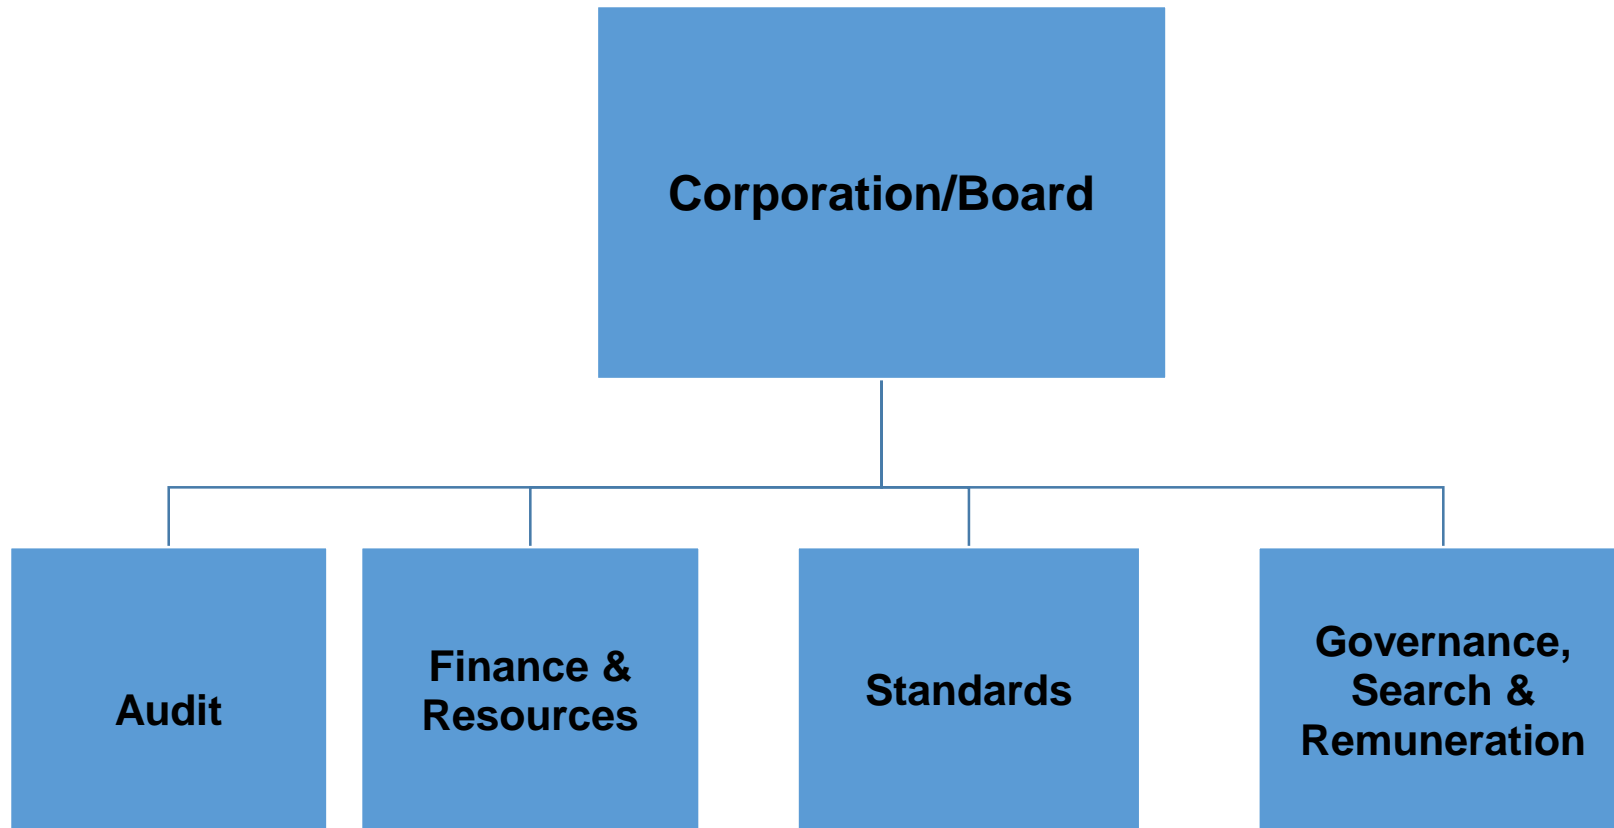 Corporation/Board
Audit
Finance &
Resources
Standards
Governance,
Search &
Remuneration